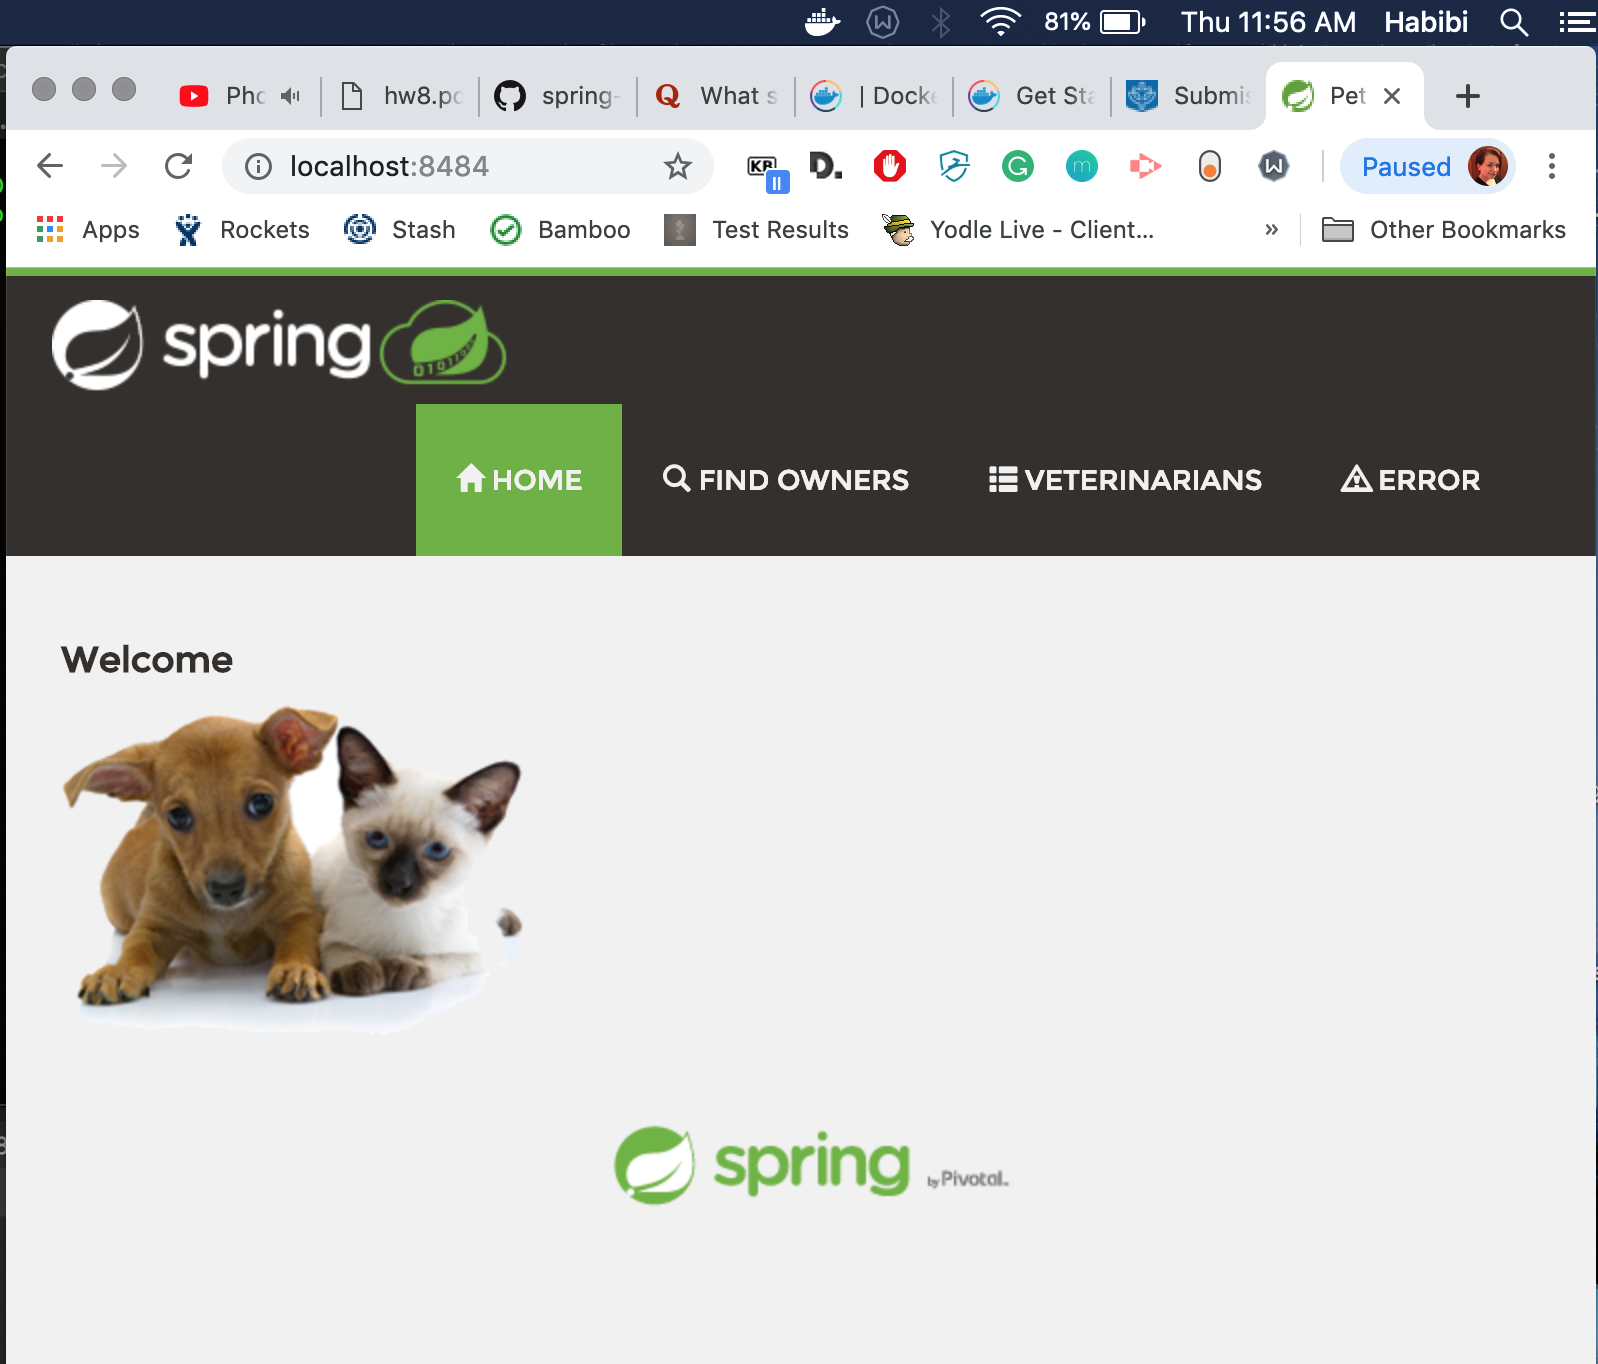 81% Thu 11:56 AM Habibi
Pho hw8.pd spring- What s | Docke Get Sta Submis Pet
localhost:8484 KB D. G m W Paused
Apps Rockets Stash Bamboo Test Results Yodle Live - Client... » Other Bookmarks
spring
HOME FIND OWNERS VETERINARIANS ERROR
Welcome
spring by Pivotal